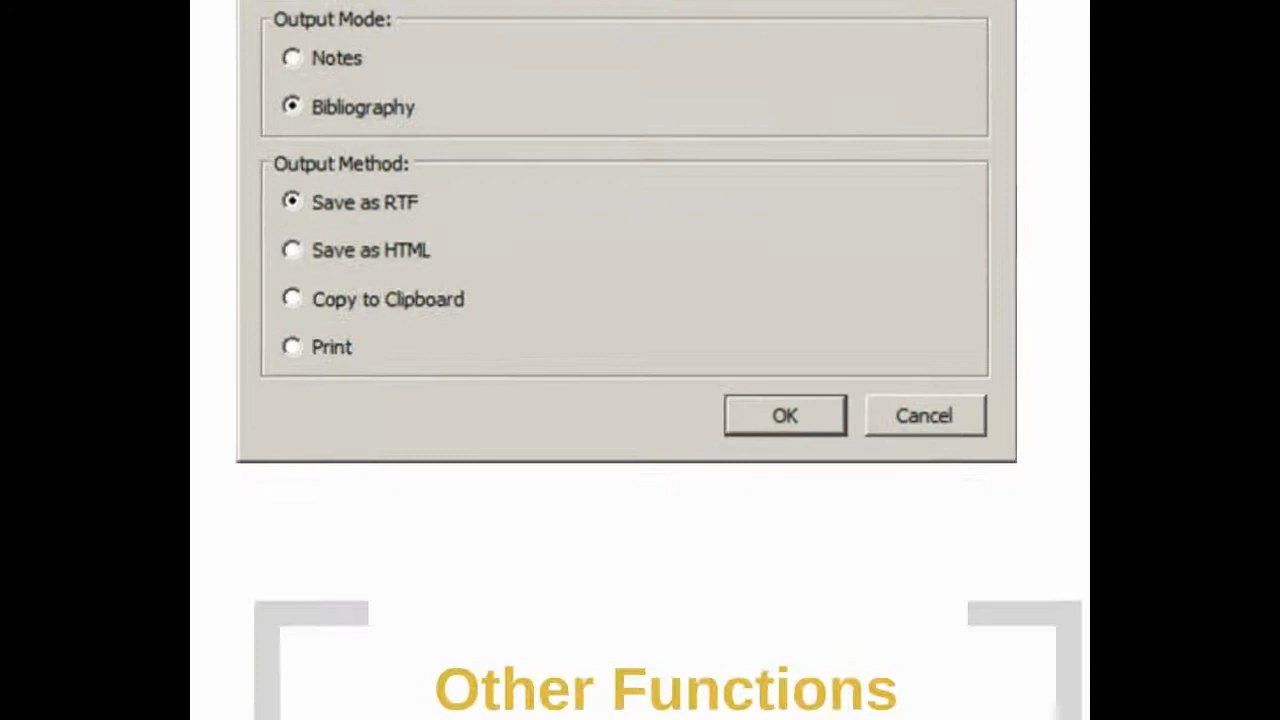 Output Mode:
Notes
Bibliography
Output Method:
Save as RTF
Save as HTML
Copy to Clipboard
Print
OK Cancel
Other Functions